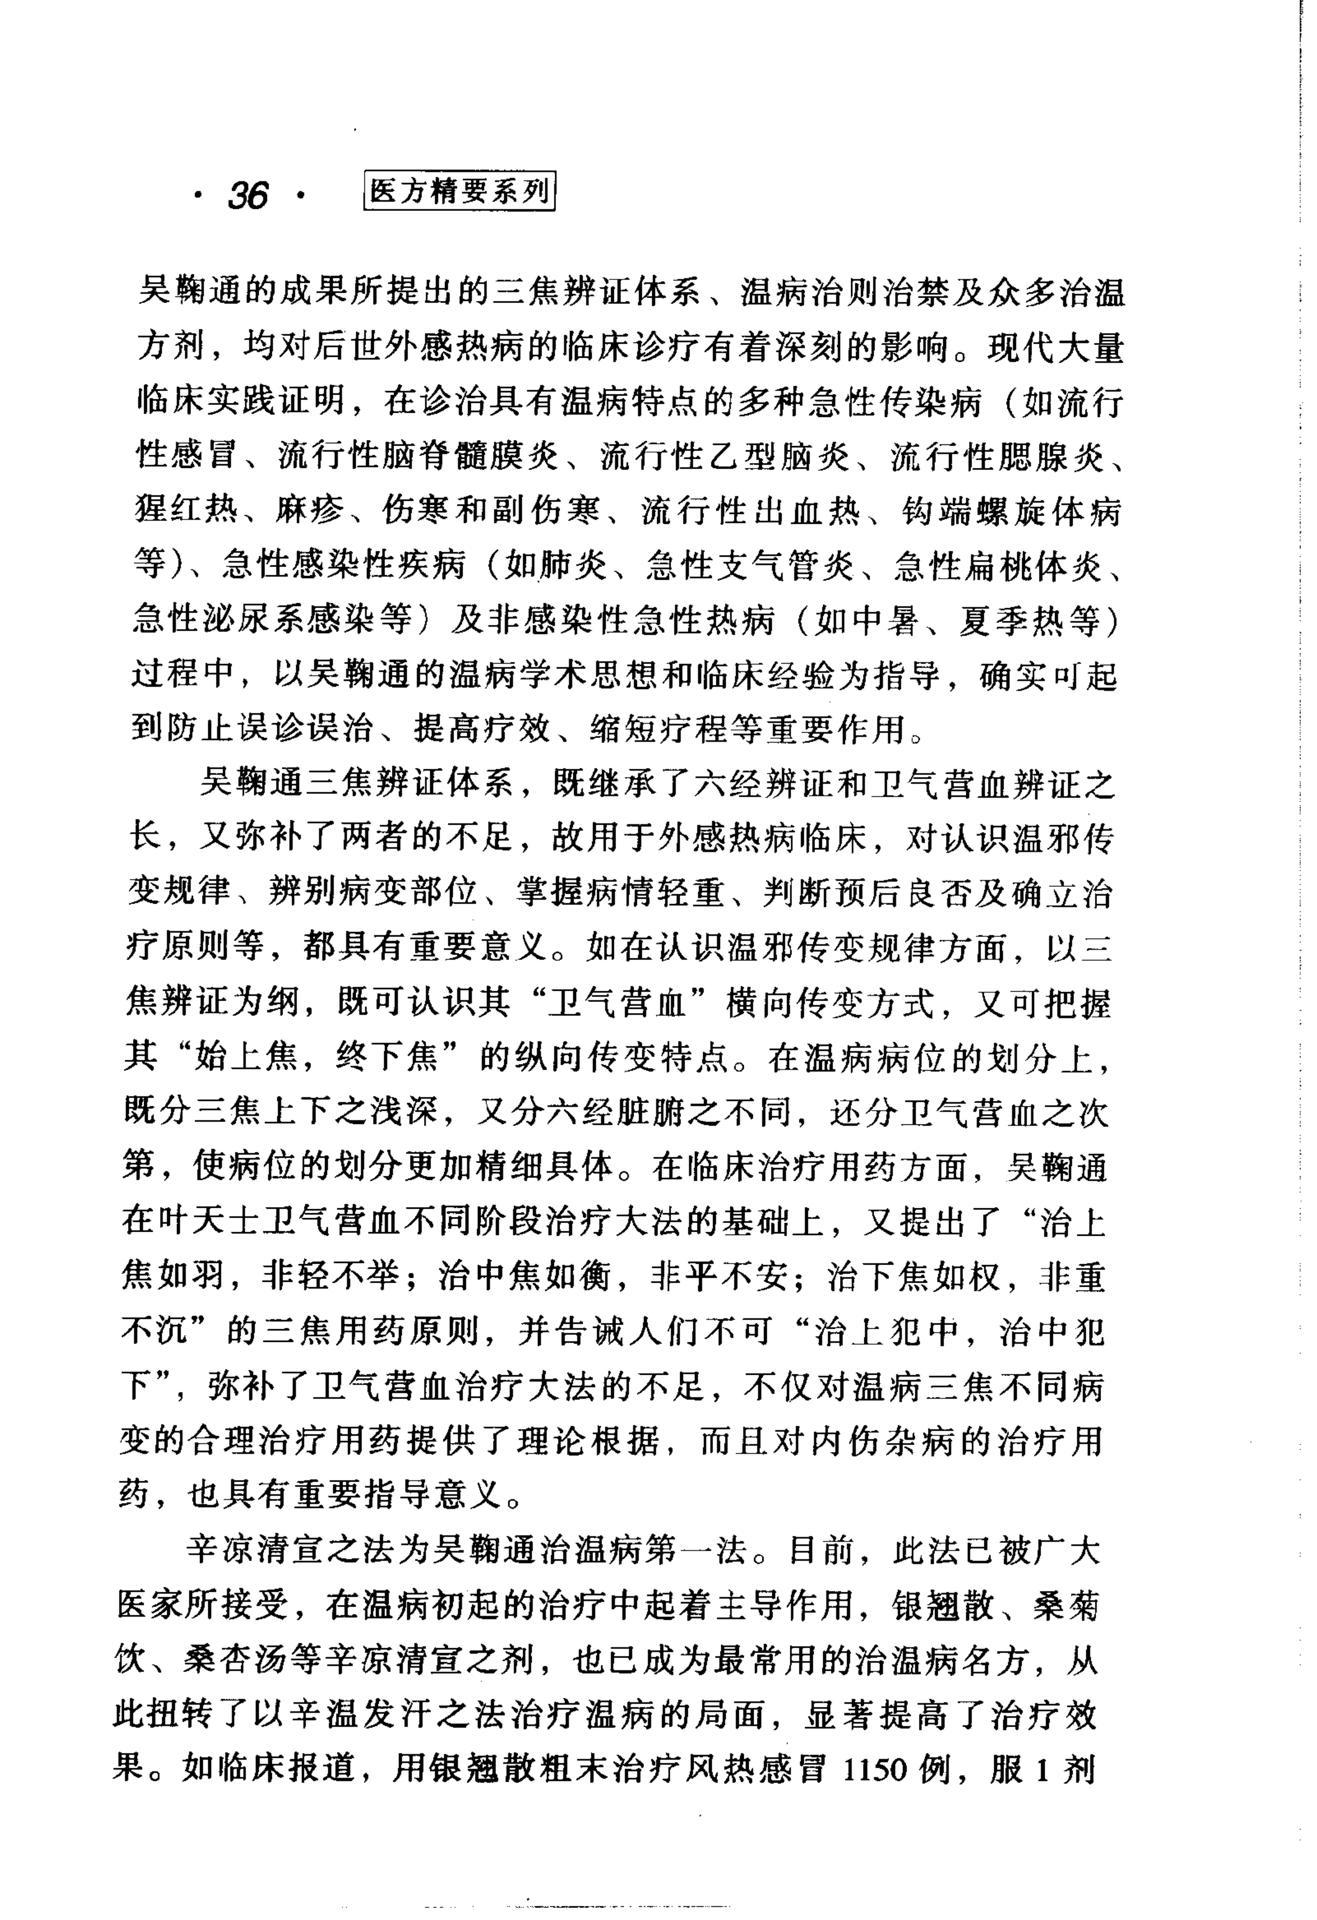 · 36 · 医方精要系列
吴鞠通的成果所提出的三焦辨证体系、温病治则治禁及众多治温
方剂，均对后世外感热病的临床诊疗有着深刻的影响。现代大量
临床实践证明，在诊治具有温病特点的多种急性传染病（如流行
性感冒、流行性脑脊髓膜炎、流行性乙型脑炎、流行性腮腺炎、
猩红热、麻疹、伤寒和副伤寒、流行性出血热、钩端螺旋体病
等）、急性感染性疾病（如肺炎、急性支气管炎、急性扁桃体炎、
急性泌尿系感染等）及非感染性急性热病（如中暑、夏季热等）
过程中，以吴鞠通的温病学术思想和临床经验为指导，确实可起
到防止误诊误治、提高疗效、缩短疗程等重要作用。
吴鞠通三焦辨证体系，既继承了六经辨证和卫气营血辨证之
长，又弥补了两者的不足，故用于外感热病临床，对认识温邪传
变规律、辨别病变部位、掌握病情轻重、判断预后良否及确立治
疗原则等，都具有重要意义。如在认识温邪传变规律方面，以三
焦辨证为纲，既可认识其“卫气营血”横向传变方式，又可把握
其“始上焦，终下焦”的纵向传变特点。在温病病位的划分上，
既分三焦上下之浅深，又分六经脏腑之不同，还分卫气营血之次
第，使病位的划分更加精细具体。在临床治疗用药方面，吴鞠通
在叶天士卫气营血不同阶段治疗大法的基础上，又提出了“治上
焦如羽，非轻不举；治中焦如衡，非平不安；治下焦如权，非重
不沉”的三焦用药原则，并告诫人们不可“治上犯中，治中犯
下”，弥补了卫气营血治疗大法的不足，不仅对温病三焦不同病
变的合理治疗用药提供了理论根据，而且对内伤杂病的治疗用
药，也具有重要指导意义。
辛凉清宣之法为吴鞠通治温病第一法。目前，此法已被广大
医家所接受，在温病初起的治疗中起着主导作用，银翘散、桑菊
饮、桑杏汤等辛凉清宣之剂，也已成为最常用的治温病名方，从
此扭转了以辛温发汗之法治疗温病的局面，显著提高了治疗效
果。如临床报道，用银翘散粗末治疗风热感冒 1150 例，服 1 剂